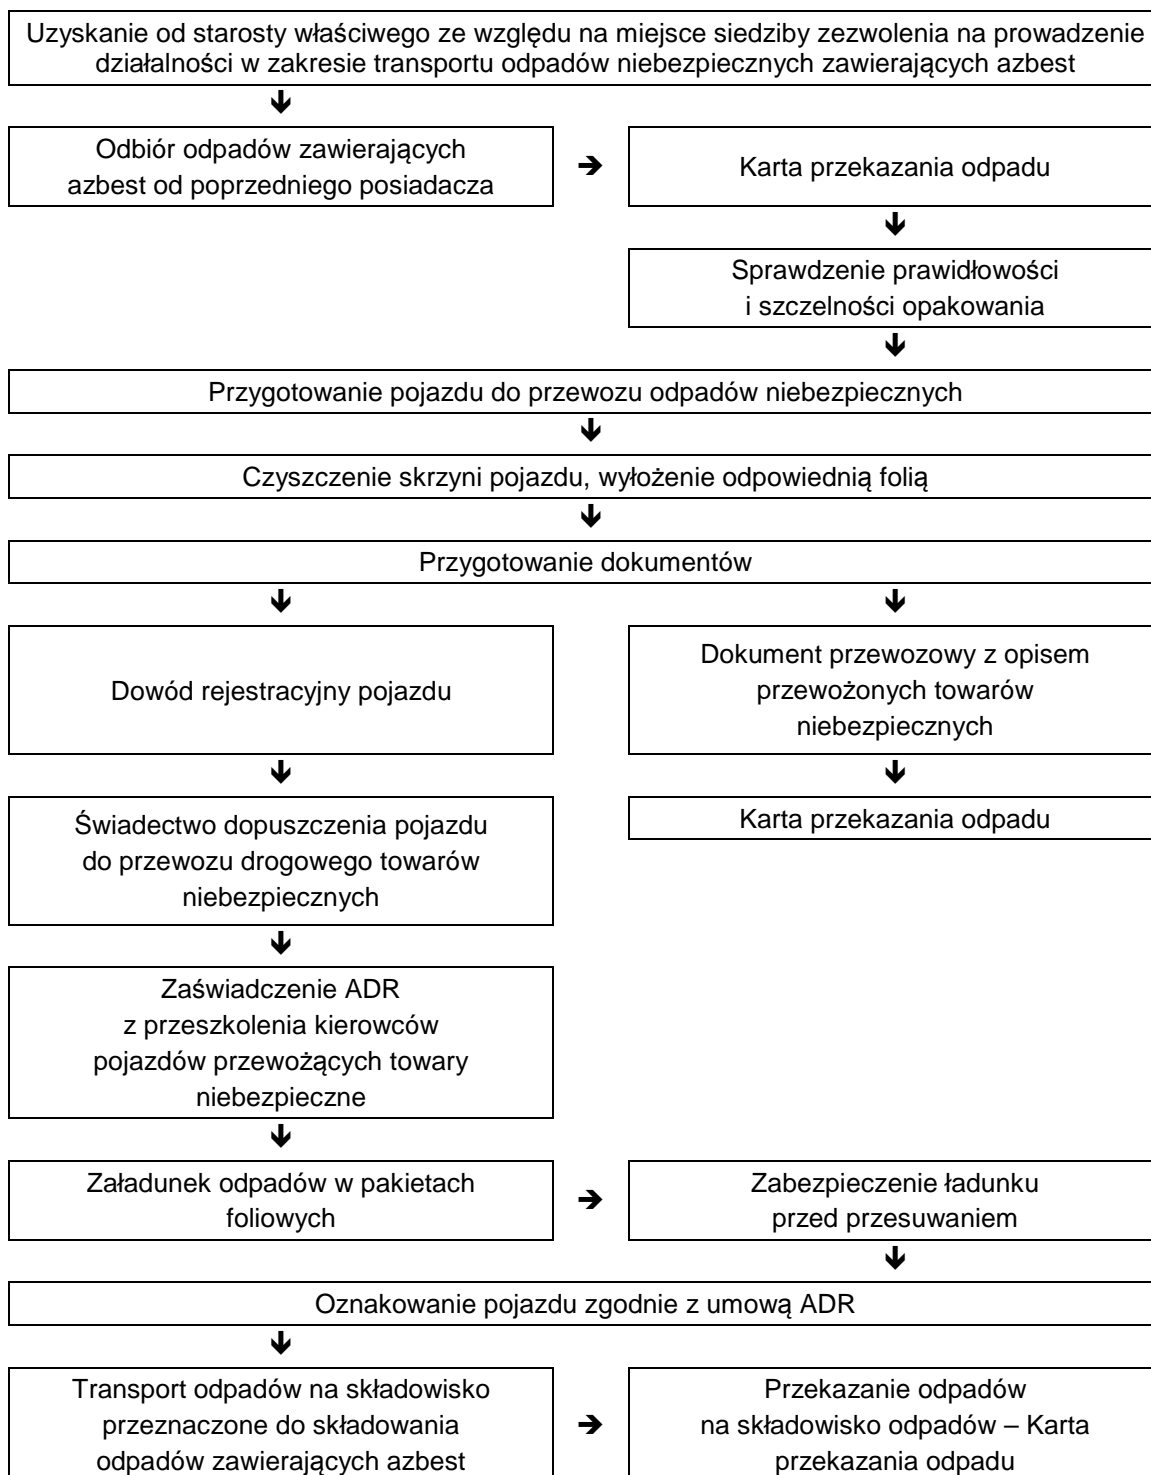 Uzyskanie od starosty właściwego ze względu na miejsce siedziby zezwolenia na prowadzenie
działalności w zakresie transportu odpadów niebezpiecznych zawierających azbest
Odbiór odpadów zawierających
azbest od poprzedniego posiadacza
Karta przekazania odpadu
Sprawdzenie prawidłowości
i szczelności opakowania
Przygotowanie pojazdu do przewozu odpadów niebezpiecznych
Czyszczenie skrzyni pojazdu, wyłożenie odpowiednią folią
Przygotowanie dokumentów
Dowód rejestracyjny pojazdu
Dokument przewozowy z opisem
przewożonych towarów
niebezpiecznych
Świadectwo dopuszczenia pojazdu
do przewozu drogowego towarów
niebezpiecznych
Karta przekazania odpadu
Zaświadczenie ADR
z przeszkolenia kierowców
pojazdów przewożących towary
niebezpieczne
Załadunek odpadów w pakietach
foliowych
Zabezpieczenie ładunku
przed przesuwaniem
Oznakowanie pojazdu zgodnie z umową ADR
Transport odpadów na składowisko
przeznaczone do składowania
odpadów zawierających azbest
Przekazanie odpadów
na składowisko odpadów – Karta
przekazania odpadu